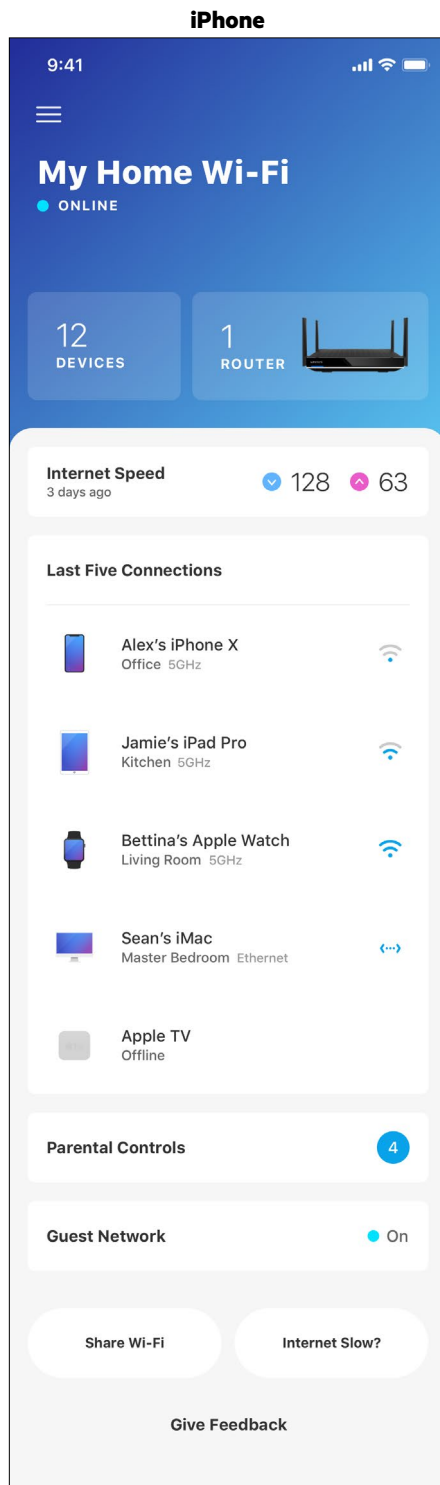 iPhone
9:41
My Home Wi-Fi
ONLINE
12
DEVICES
1
ROUTER
Internet Speed
3 days ago
128
63
Last Five Connections
Alex's iPhone X
Office 5GHz
Jamie's iPad Pro
Kitchen 5GHz
Bettina's Apple Watch
Living Room 5GHz
Sean's iMac
Master Bedroom Ethernet
Apple TV
Offline
Parental Controls
4
Guest Network
On
Share Wi-Fi
Internet Slow?
Give Feedback